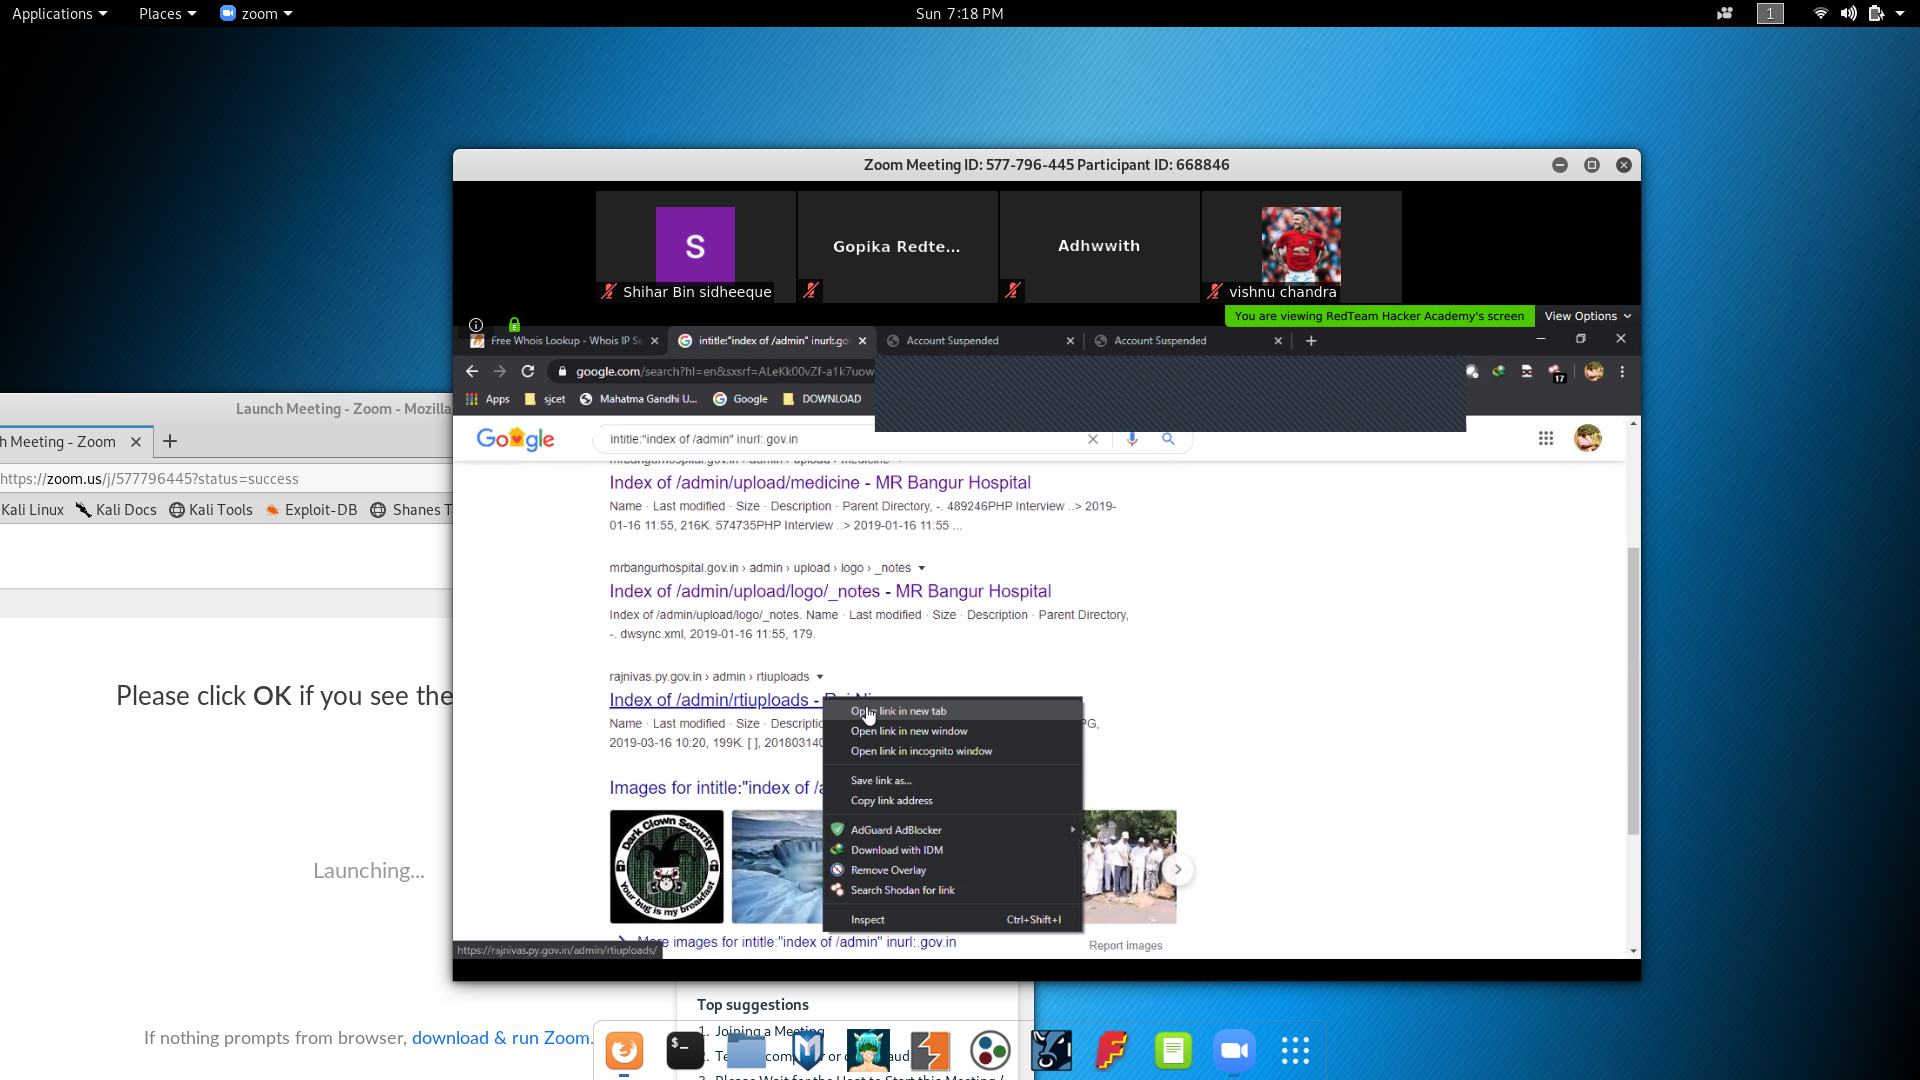 Applications Places zoom Sun 7:18 PM 1
Zoom Meeting ID: 577-796-445 Participant ID: 668846
S
Gopika Redte...
Adhwwith
Shihar Bin sidheeque
vishnu chandra
You are viewing RedTeam Hacker Academy's screen View Options
Free Whois Lookup - Whois IP Se
intitle:"index of /admin" inurl:.go
Account Suspended
Account Suspended
google.com/search?hl=en&sxsrf=ALeKk00vZf-a1k7uow
17
Apps sjcet Mahatma Gandhi U... Google DOWNLOAD
Google
intitle:"index of /admin" inurl:.gov.in
mrbangurhospital.gov.in › admin › upload › medicine
Index of /admin/upload/medicine - MR Bangur Hospital
Name · Last modified · Size · Description · Parent Directory, -. 489246PHP Interview ..> 2019-
01-16 11:55, 216K. 574735PHP Interview ..> 2019-01-16 11:55 ...
mrbangurhospital.gov.in › admin › upload › logo › _notes
Index of /admin/upload/logo/_notes - MR Bangur Hospital
Index of /admin/upload/logo/_notes. Name · Last modified · Size · Description · Parent Directory,
-. dwsync.xml, 2019-01-16 11:55, 179.
rajnivas.py.gov.in › admin › rtiuploads
Index of /admin/rtiuploads -
Name · Last modified · Size · Descriptio PG,
2019-03-16 10:20, 199K. [ ], 201803140
Open link in new tab
Open link in new window
Open link in incognito window
Save link as...
Copy link address
AdGuard AdBlocker
Download with IDM
Remove Overlay
Search Shodan for link
Inspect Ctrl+Shift+I
Images for intitle:"index of /a
Dark Clown Security
Your bug is my breakfast
More images for intitle:"index of /admin" inurl:.gov.in
Report images
https://rajnivas.py.gov.in/admin/rtiuploads/
Launch Meeting - Zoom - Mozilla
h Meeting - Zoom
https://zoom.us/j/577796445?status=success
Kali Linux Kali Docs Kali Tools Exploit-DB Shanes T
Please click OK if you see the
Launching...
If nothing prompts from browser, download & run Zoom.
Top suggestions
1. Joining a Meeting
2.
3. Please Wait for the Host to Start this Meeting /